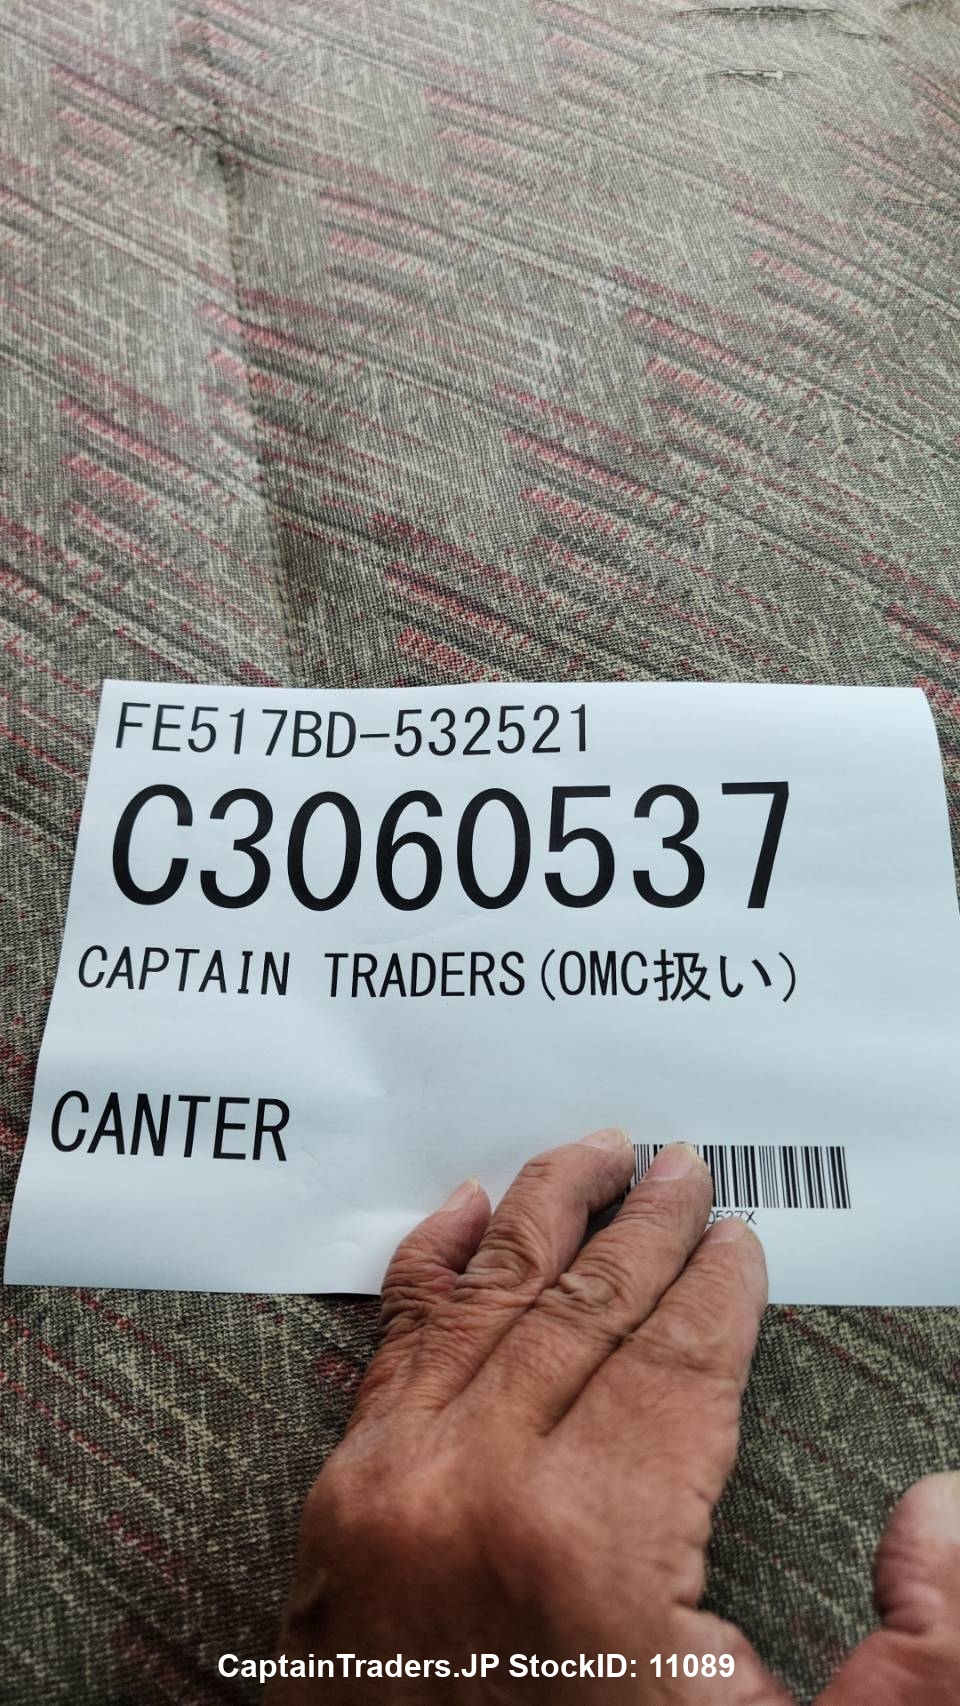 FE517BD-532521
C3060537
CAPTAIN TRADERS(OMC扱い)
CANTER
CaptainTraders.JP StockID: 11089